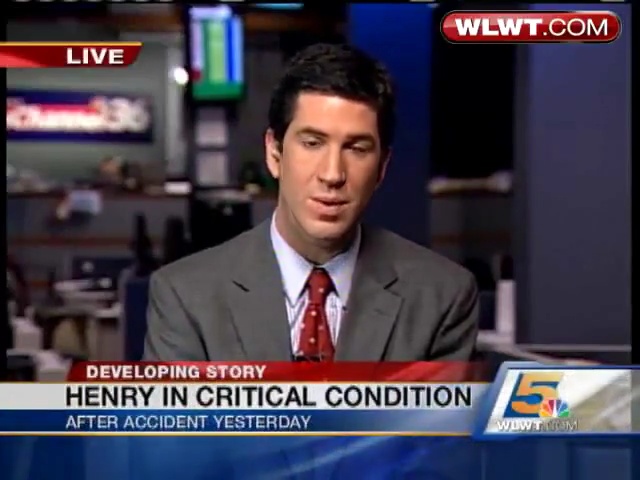 LIVE
WLWT.COM
DEVELOPING STORY
HENRY IN CRITICAL CONDITION
AFTER ACCIDENT YESTERDAY
5
WLWT.COM